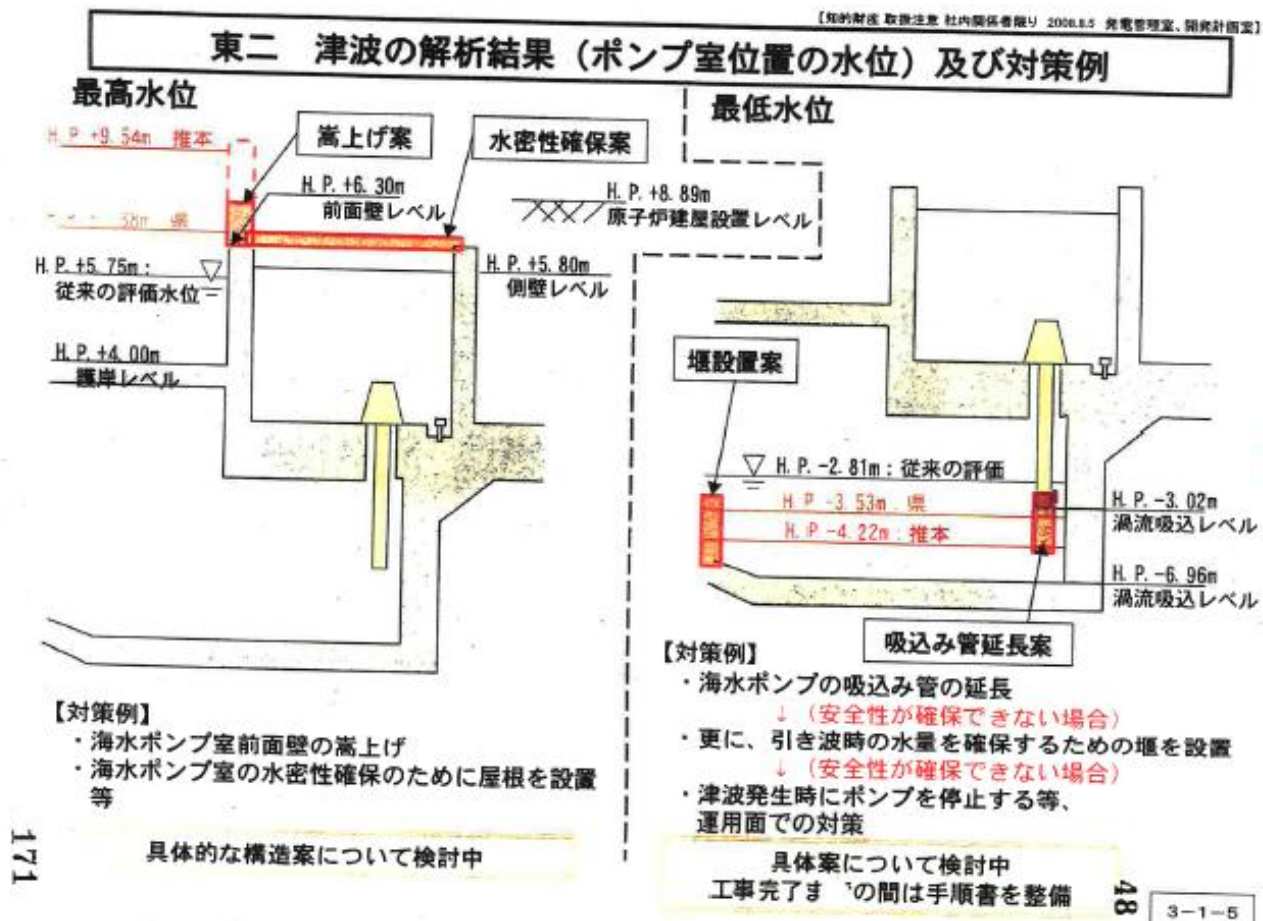 【知的財産 取扱注意 社内関係者限り 2008.8.5 発電管理室、開発計画室】
東二 津波の解析結果（ポンプ室位置の水位）及び対策例
最高水位
H.P.+9.54m 推本
嵩上げ案
水密性確保案
H.P.+6.30m
前面壁レベル
H.P.+8.89m
原子炉建屋設置レベル
38m 県
H.P.+5.75m：
従来の評価水位
H.P.+5.80m
側壁レベル
H.P.+4.00m
護岸レベル
【対策例】
・海水ポンプ室前面壁の嵩上げ
・海水ポンプ室の水密性確保のために屋根を設置
等
具体的な構造案について検討中
171
最低水位
堰設置案
H.P.-2.81m：従来の評価
H.P.-3.53m：県
H.P.-4.22m：推本
H.P.-3.02m
渦流吸込レベル
H.P.-6.96m
渦流吸込レベル
吸込み管延長案
【対策例】
・海水ポンプの吸込み管の延長
↓（安全性が確保できない場合）
・更に、引き波時の水量を確保するための堰を設置
↓（安全性が確保できない場合）
・津波発生時にポンプを停止する等、
運用面での対策
具体案について検討中
工事完了ま の間は手順書を整備
48
3-1-5